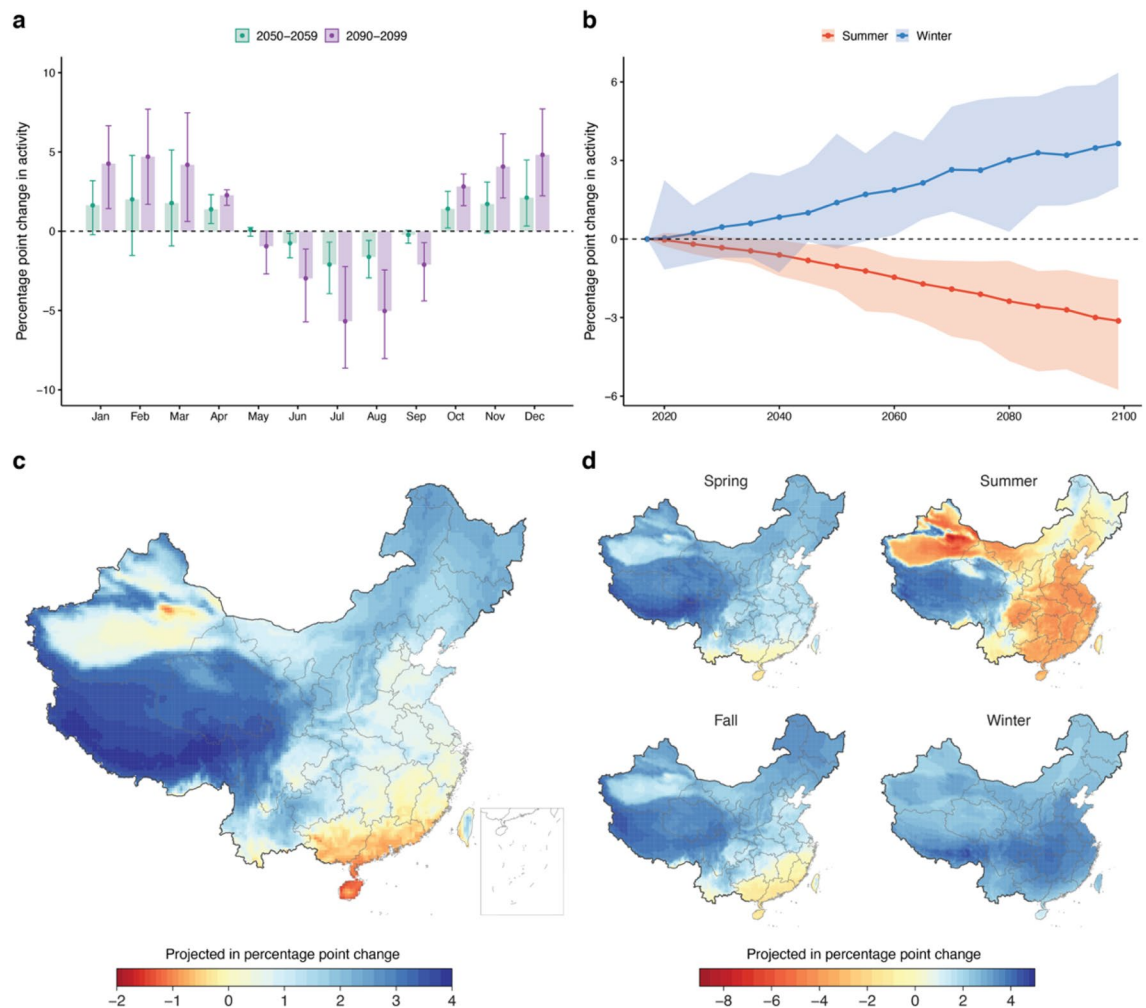 a
2050−2059 2090−2099
Percentage point change in activity
10
5
0
−5
−10
Jan Feb Mar Apr May Jun Jul Aug Sep Oct Nov Dec
b
Summer Winter
Percentage point change in activity
6
3
0
−3
−6
2020 2040 2060 2080 2100
c
Projected in percentage point change
−2 −1 0 1 2 3 4
d
Spring Summer
Fall Winter
Projected in percentage point change
−8 −6 −4 −2 0 2 4